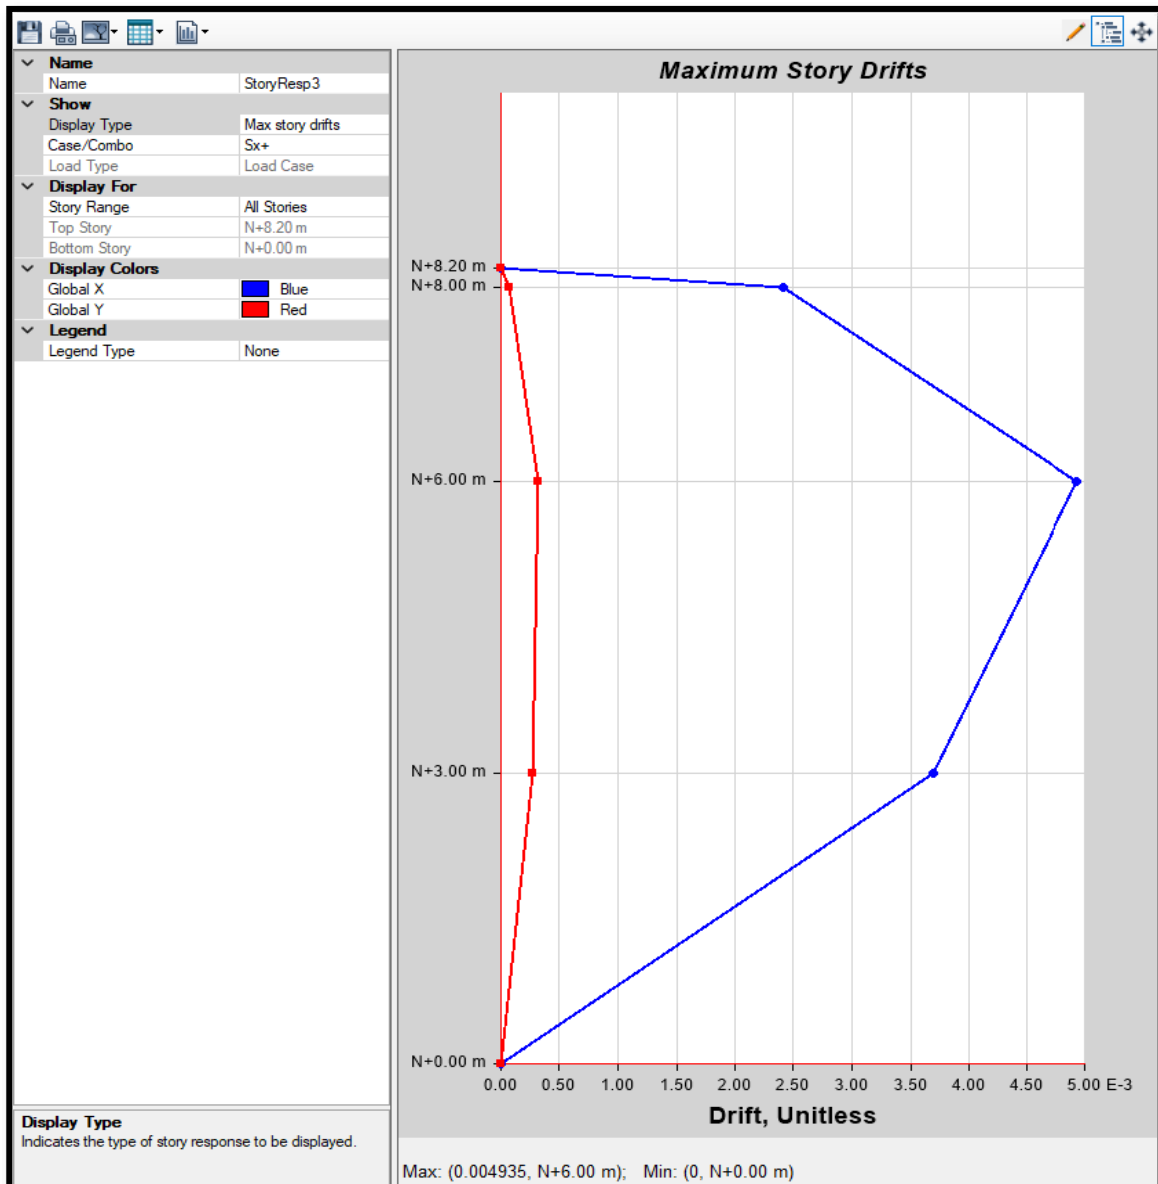 Name
Name StoryResp3
Show
Display Type Max story drifts
Case/Combo Sx+
Load Type Load Case
Display For
Story Range All Stories
Top Story N+8.20 m
Bottom Story N+0.00 m
Display Colors
Global X Blue
Global Y Red
Legend
Legend Type None
Display Type
Indicates the type of story response to be displayed.
Maximum Story Drifts
N+8.20 m
N+8.00 m
N+6.00 m
N+3.00 m
N+0.00 m
0.00 0.50 1.00 1.50 2.00 2.50 3.00 3.50 4.00 4.50 5.00 E-3
Drift, Unitless
Max: (0.004935, N+6.00 m); Min: (0, N+0.00 m)